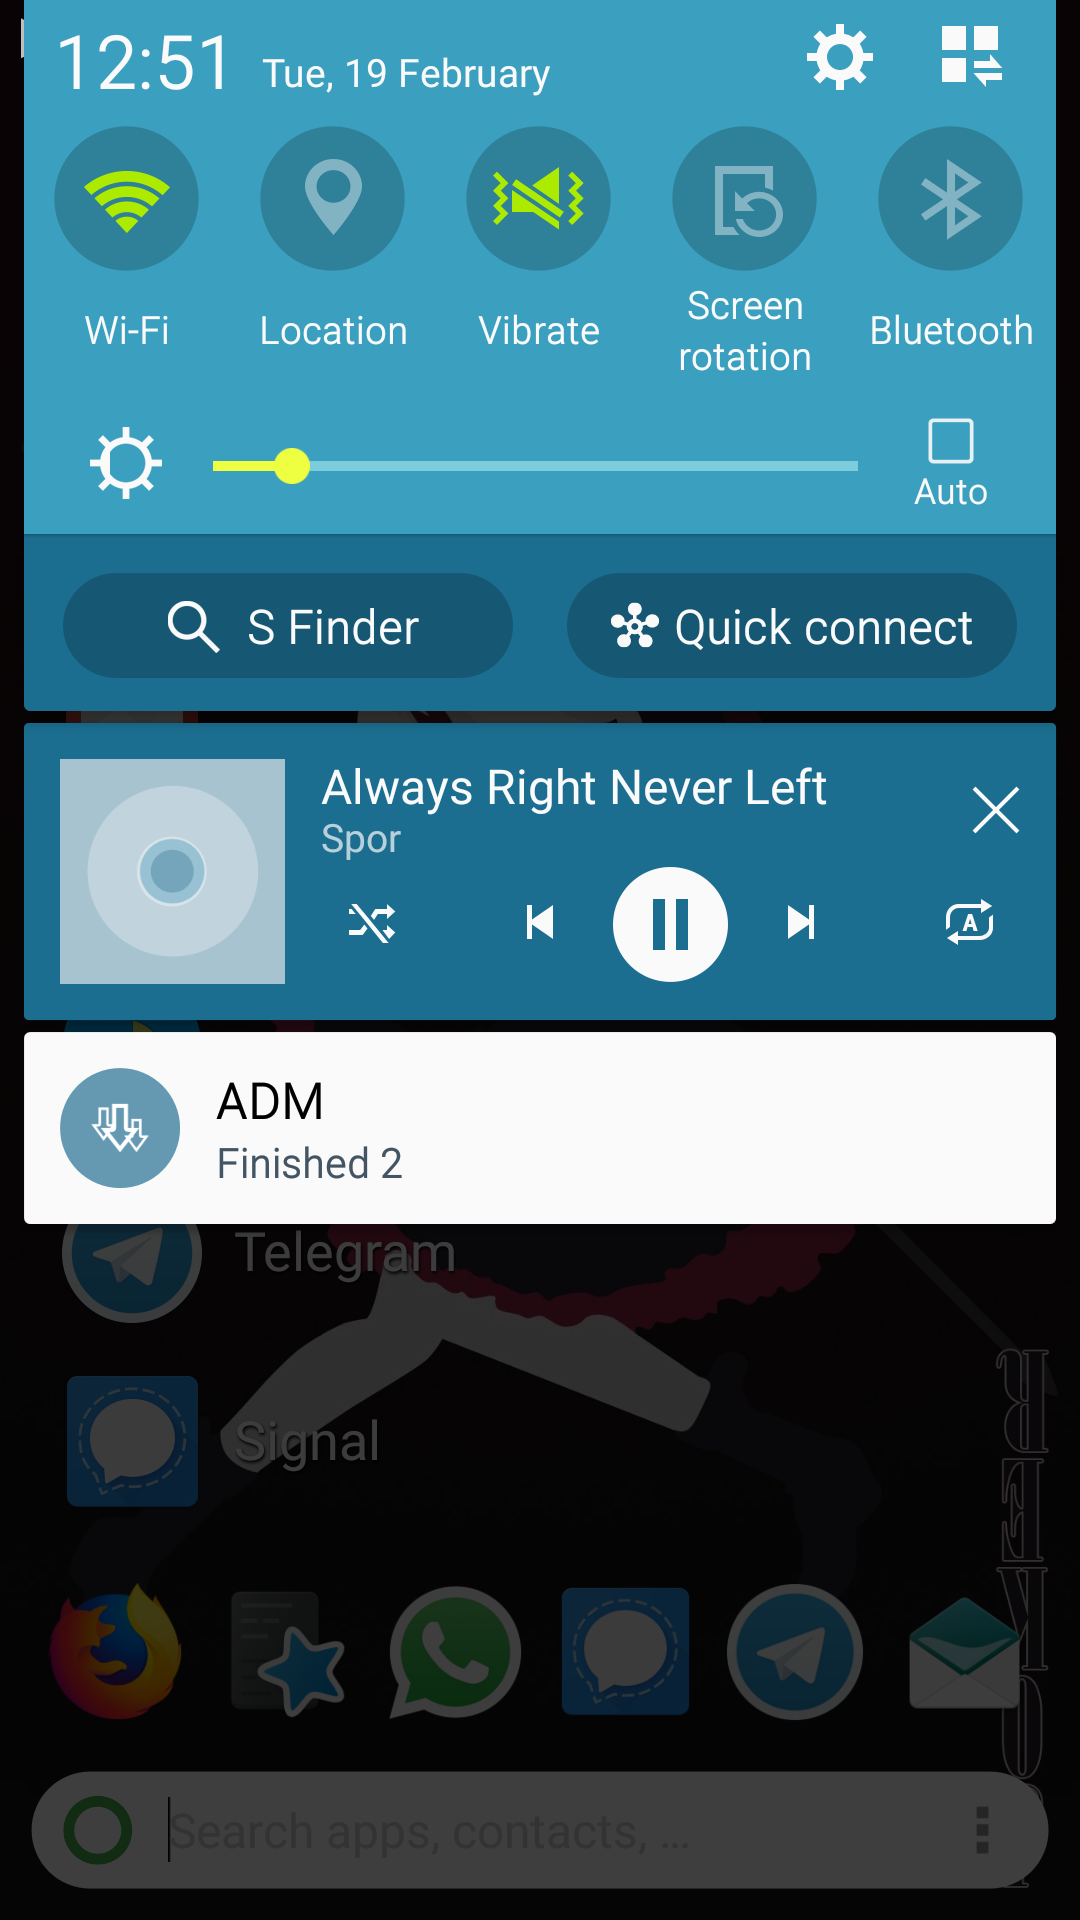 12:51 Tue, 19 February
Wi-Fi
Location
Vibrate
Screen
rotation
Bluetooth
Auto
S Finder
Quick connect
Always Right Never Left
Spor
A
ADM
Finished 2
Telegram
Signal
Search apps, contacts, ...